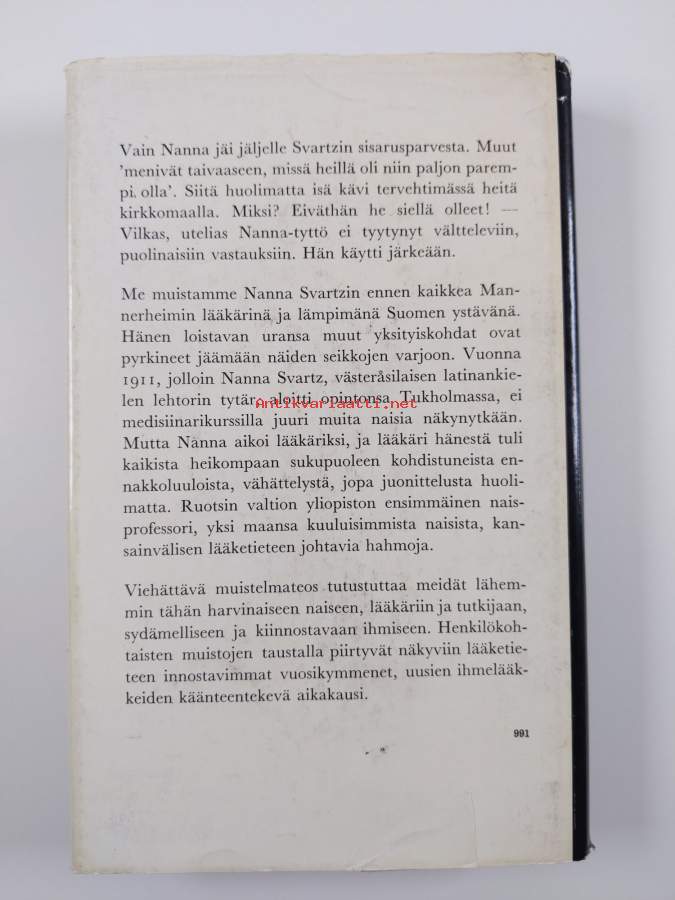 Vain Nanna jäi jäljelle Svartzin sisarusparvesta. Muut
'menivät taivaaseen, missä heillä oli niin paljon parem-
pi olla'. Siitä huolimatta isä kävi tervehtimässä heitä
kirkkomaalla. Miksi? Eiväthän he siellä olleet! —
Vilkas, utelias Nanna-tyttö ei tyytynyt vältteleviin,
puolinaisiin vastauksiin. Hän käytti järkeään.
Me muistamme Nanna Svartzin ennen kaikkea Man-
nerheimin lääkärinä ja lämpimänä Suomen ystävänä.
Hänen loistavan uransa muut yksityiskohdat ovat
pyrkineet jäämään näiden seikkojen varjoon. Vuonna
1911, jolloin Nanna Svartz, västeråsilaisen latinankie-
len lehtorin tytär, aloitti opintonsa Tukholmassa, ei
Antikvariaatti.net
medisiinarikurssilla juuri muita naisia näkynytkään.
Mutta Nanna aikoi lääkäriksi, ja lääkäri hänestä tuli
kaikista heikompaan sukupuoleen kohdistuneista en-
nakkoluuloista, vähättelystä, jopa juonittelusta huoli-
matta. Ruotsin valtion yliopiston ensimmäinen nais-
professori, yksi maansa kuuluisimmista naisista, kan-
sainvälisen lääketieteen johtavia hahmoja.
Viehättävä muistelmateos tutustuttaa meidät lähem-
min tähän harvinaiseen naiseen, lääkäriin ja tutkijaan,
sydämelliseen ja kiinnostavaan ihmiseen. Henkilökoh-
taisten muistojen taustalla piirtyvät näkyviin lääketie-
teen innostavimmat vuosikymmenet, uusien ihmelääk-
keiden käänteentekevä aikakausi.
991